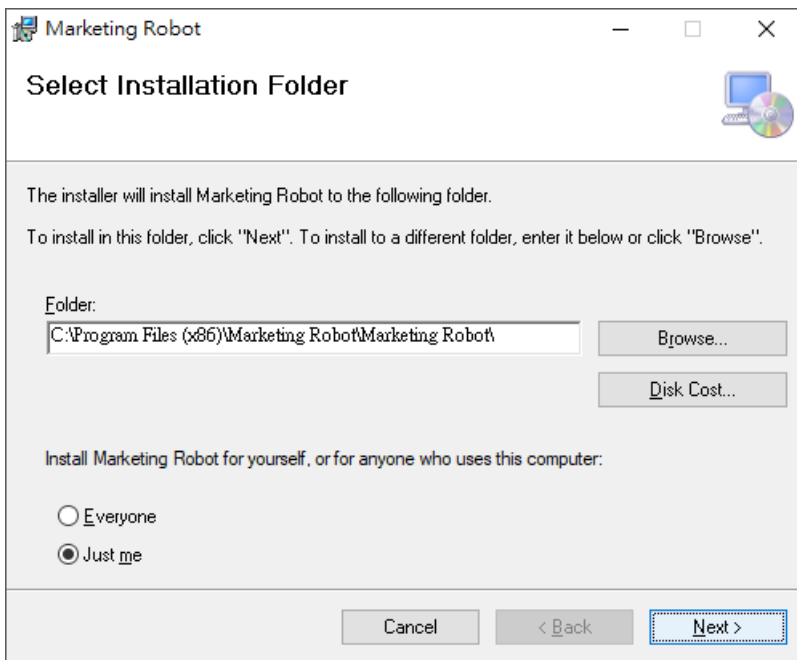 Marketing Robot
Select Installation Folder
The installer will install Marketing Robot to the following folder.
To install in this folder, click "Next". To install to a different folder, enter it below or click "Browse".
Folder:
C:\Program Files (x86)\Marketing Robot\Marketing Robot\
Browse...
Disk Cost...
Install Marketing Robot for yourself, or for anyone who uses this computer:
Everyone
Just me
Cancel
< Back
Next >